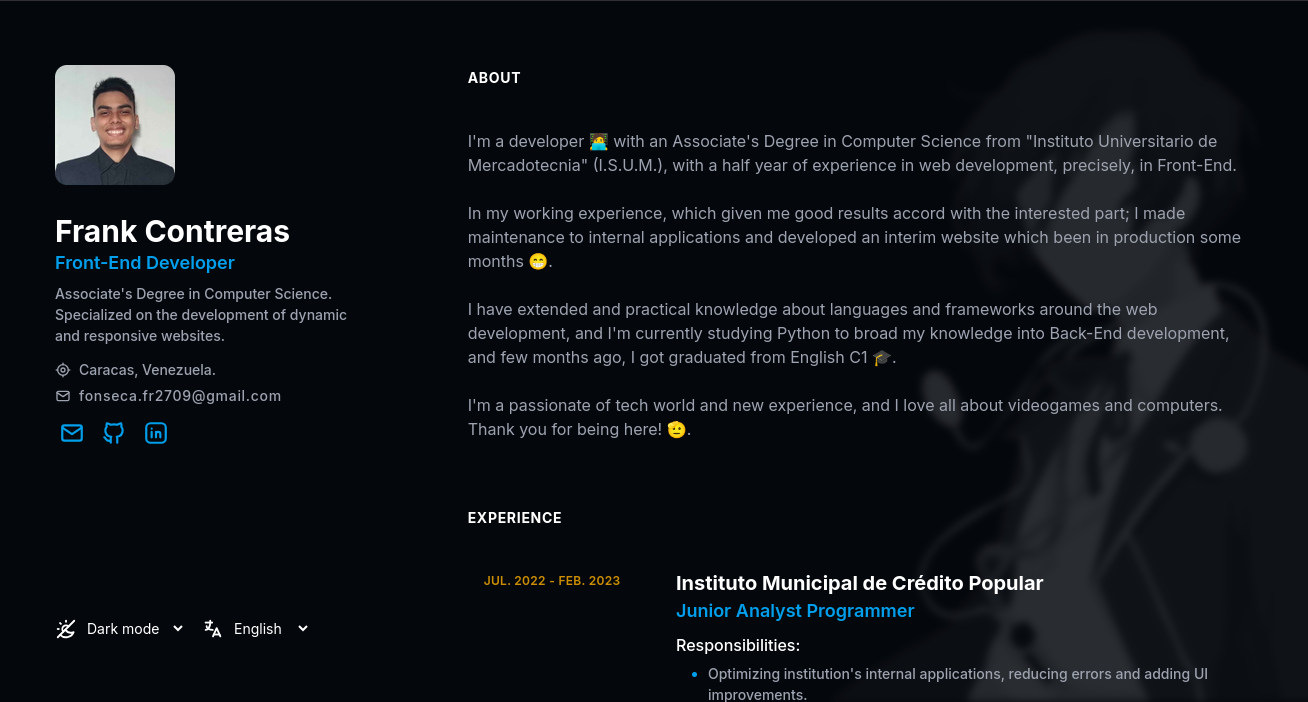 Frank Contreras
Front-End Developer
Associate's Degree in Computer Science.
Specialized on the development of dynamic
and responsive websites.
Caracas, Venezuela.
fonseca.fr2709@gmail.com
Dark mode
English
ABOUT
I'm a developer 🧑‍💻 with an Associate's Degree in Computer Science from "Instituto Universitario de
Mercadotecnia" (I.S.U.M.), with a half year of experience in web development, precisely, in Front-End.
In my working experience, which given me good results accord with the interested part; I made
maintenance to internal applications and developed an interim website which been in production some
months 😁.
I have extended and practical knowledge about languages and frameworks around the web
development, and I'm currently studying Python to broad my knowledge into Back-End development,
and few months ago, I got graduated from English C1 🎓.
I'm a passionate of tech world and new experience, and I love all about videogames and computers.
Thank you for being here! 🫡.
EXPERIENCE
JUL. 2022 - FEB. 2023
Instituto Municipal de Crédito Popular
Junior Analyst Programmer
Responsibilities:
Optimizing institution's internal applications, reducing errors and adding UI
improvements.